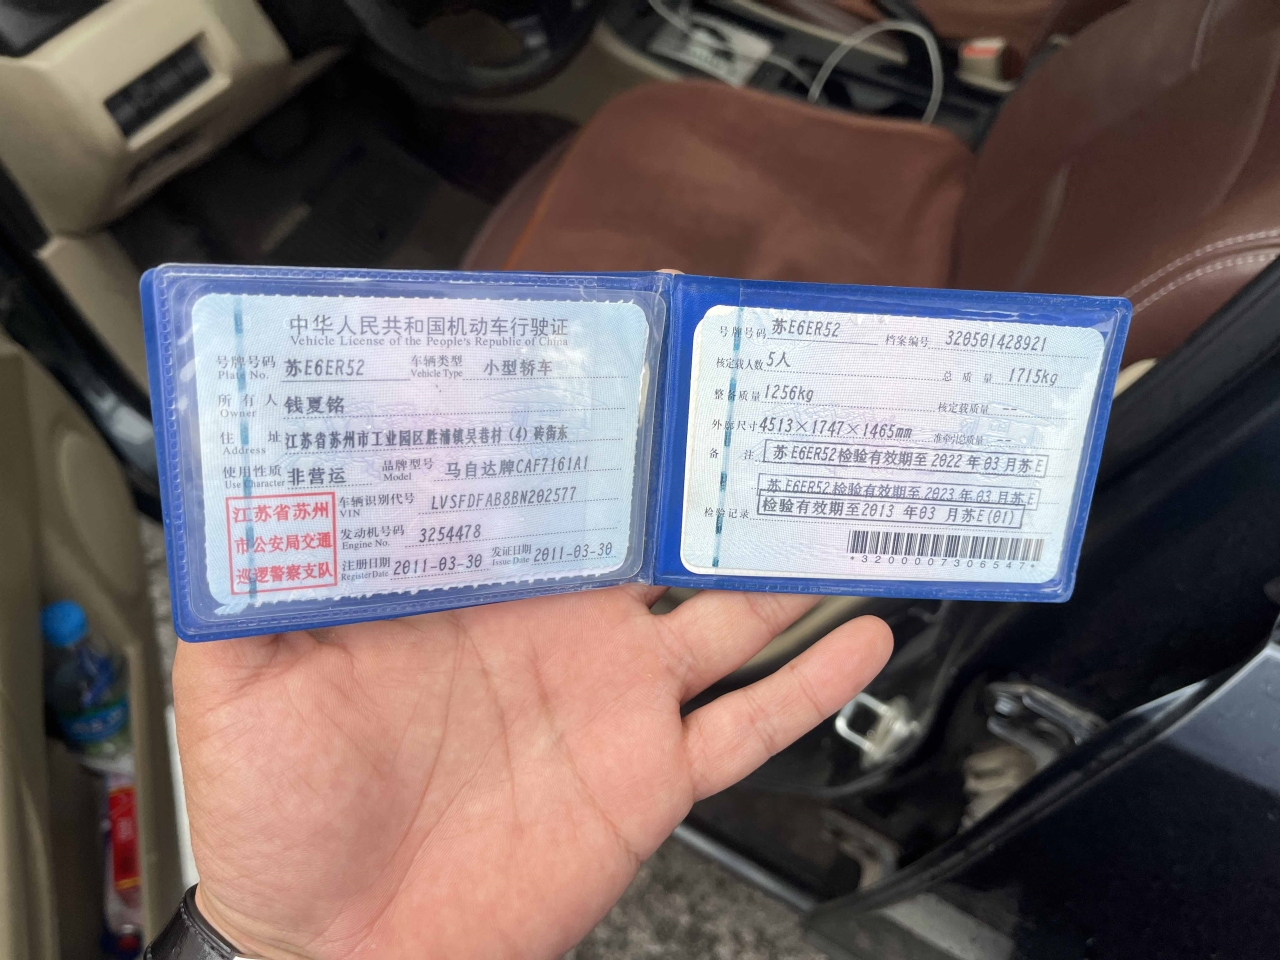 中华人民共和国机动车行驶证
Vehicle License of the People's Republic of China
号牌号码 苏E6ER52 车辆类型 小型轿车
Plate No. Vehicle Type
所有人 钱夏铭
Owner
住址 江苏省苏州市工业园区胜浦镇吴巷村(4)砖街东
Address
使用性质 非营运 品牌型号 马自达牌CAF7161A1
Use Character Model
江苏省苏州
市公安局交通
巡逻警察支队
车辆识别代号 LVSFDFAB8BN202577
VIN
发动机号码 3254478
Engine No.
注册日期 2011-03-30 发证日期 2011-03-30
Register Date Issue Date
号牌号码 苏E6ER52 档案编号 320501428921
核定载人数 5人 总质量 1715kg
整备质量 1256kg 核定载质量 --
外廓尺寸 4513×1747×1465mm 准牵引总质量 --
备注 苏E6ER52检验有效期至2022年03月苏E
苏E6ER52检验有效期至2023年03月苏E
检验记录 检验有效期至2013年03月苏E(01)
*3200007306547*